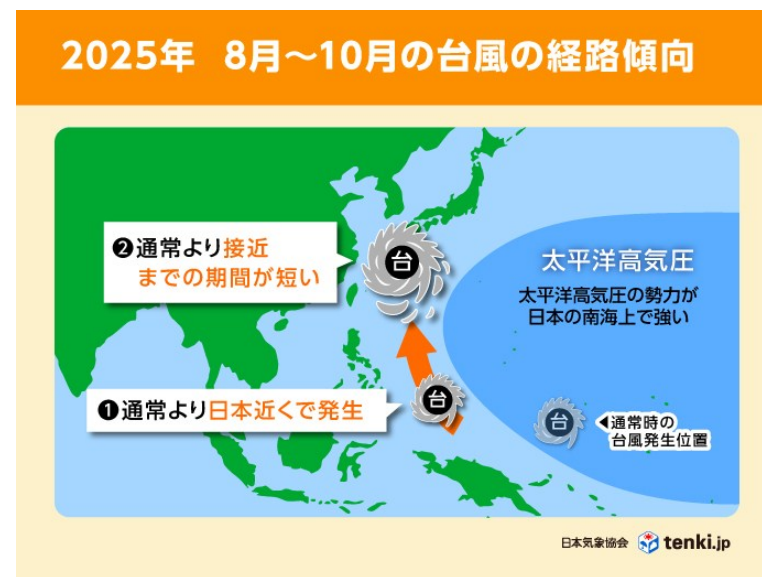 2025年 8月～10月の台風の経路傾向
❷通常より接近
までの期間が短い
台
太平洋高気圧
太平洋高気圧の勢力が
日本の南海上で強い
❶通常より日本近くで発生
台
台
◀通常時の
台風発生位置
日本気象協会 tenki.jp